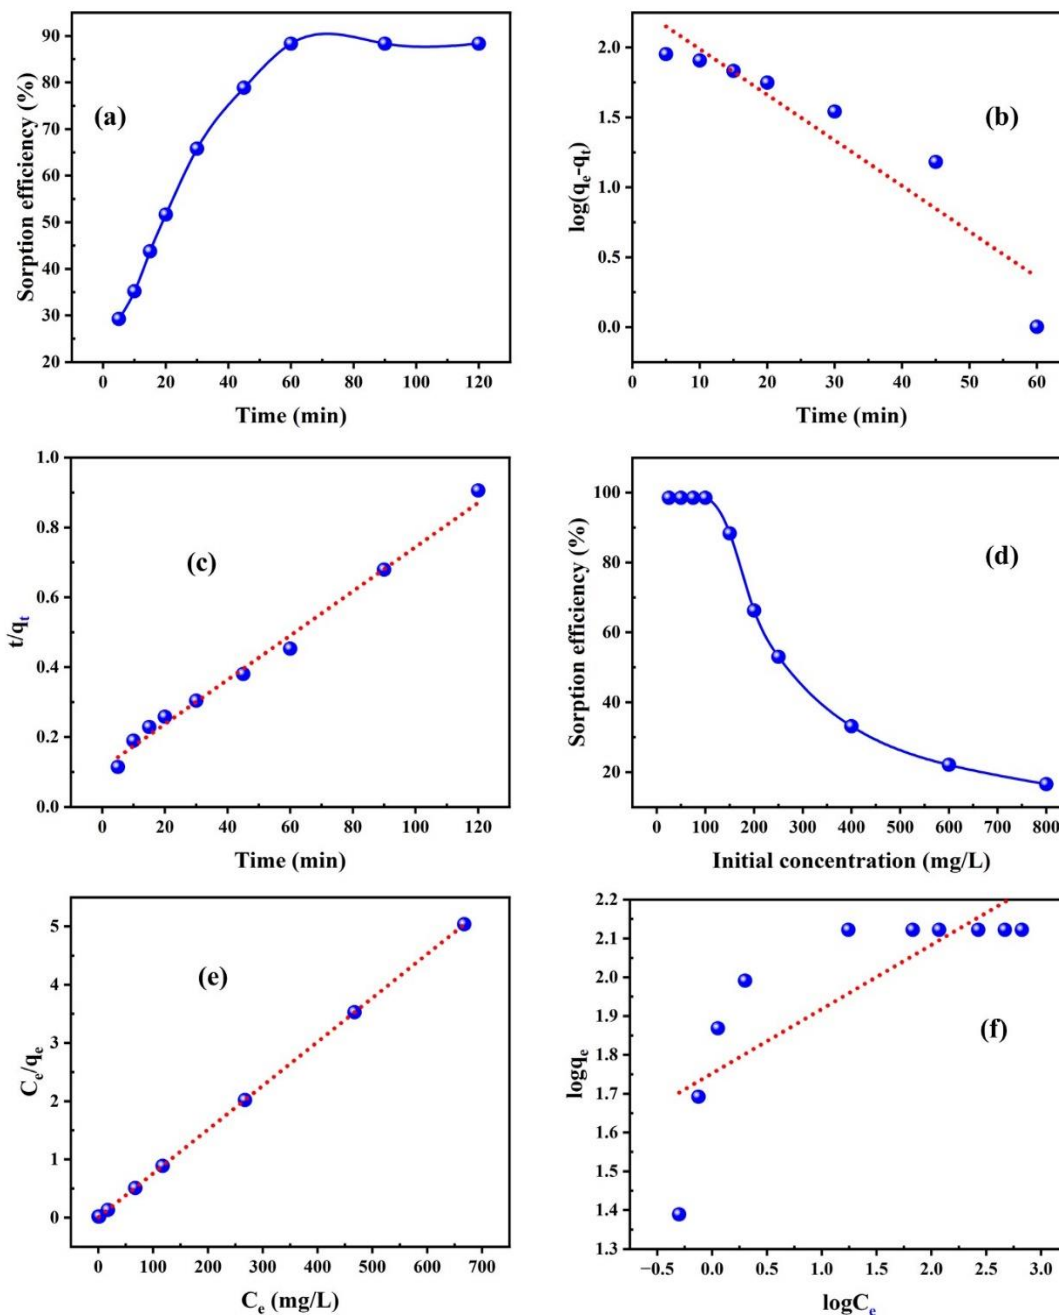 (a)
Sorption efficiency (%)
90
80
70
60
50
40
30
20
0 20 40 60 80 100 120
Time (min)
(b)
log(qₑ-qₜ)
2.0
1.5
1.0
0.5
0.0
0 10 20 30 40 50 60
Time (min)
(c)
t/qₜ
1.0
0.8
0.6
0.4
0.2
0.0
0 20 40 60 80 100 120
Time (min)
(d)
Sorption efficiency (%)
100
80
60
40
20
0 100 200 300 400 500 600 700 800
Initial concentration (mg/L)
(e)
Cₑ/qₑ
5
4
3
2
1
0
0 100 200 300 400 500 600 700
Cₑ (mg/L)
(f)
logqₑ
2.2
2.1
2.0
1.9
1.8
1.7
1.6
1.5
1.4
1.3
−0.5 0.0 0.5 1.0 1.5 2.0 2.5 3.0
logCₑ